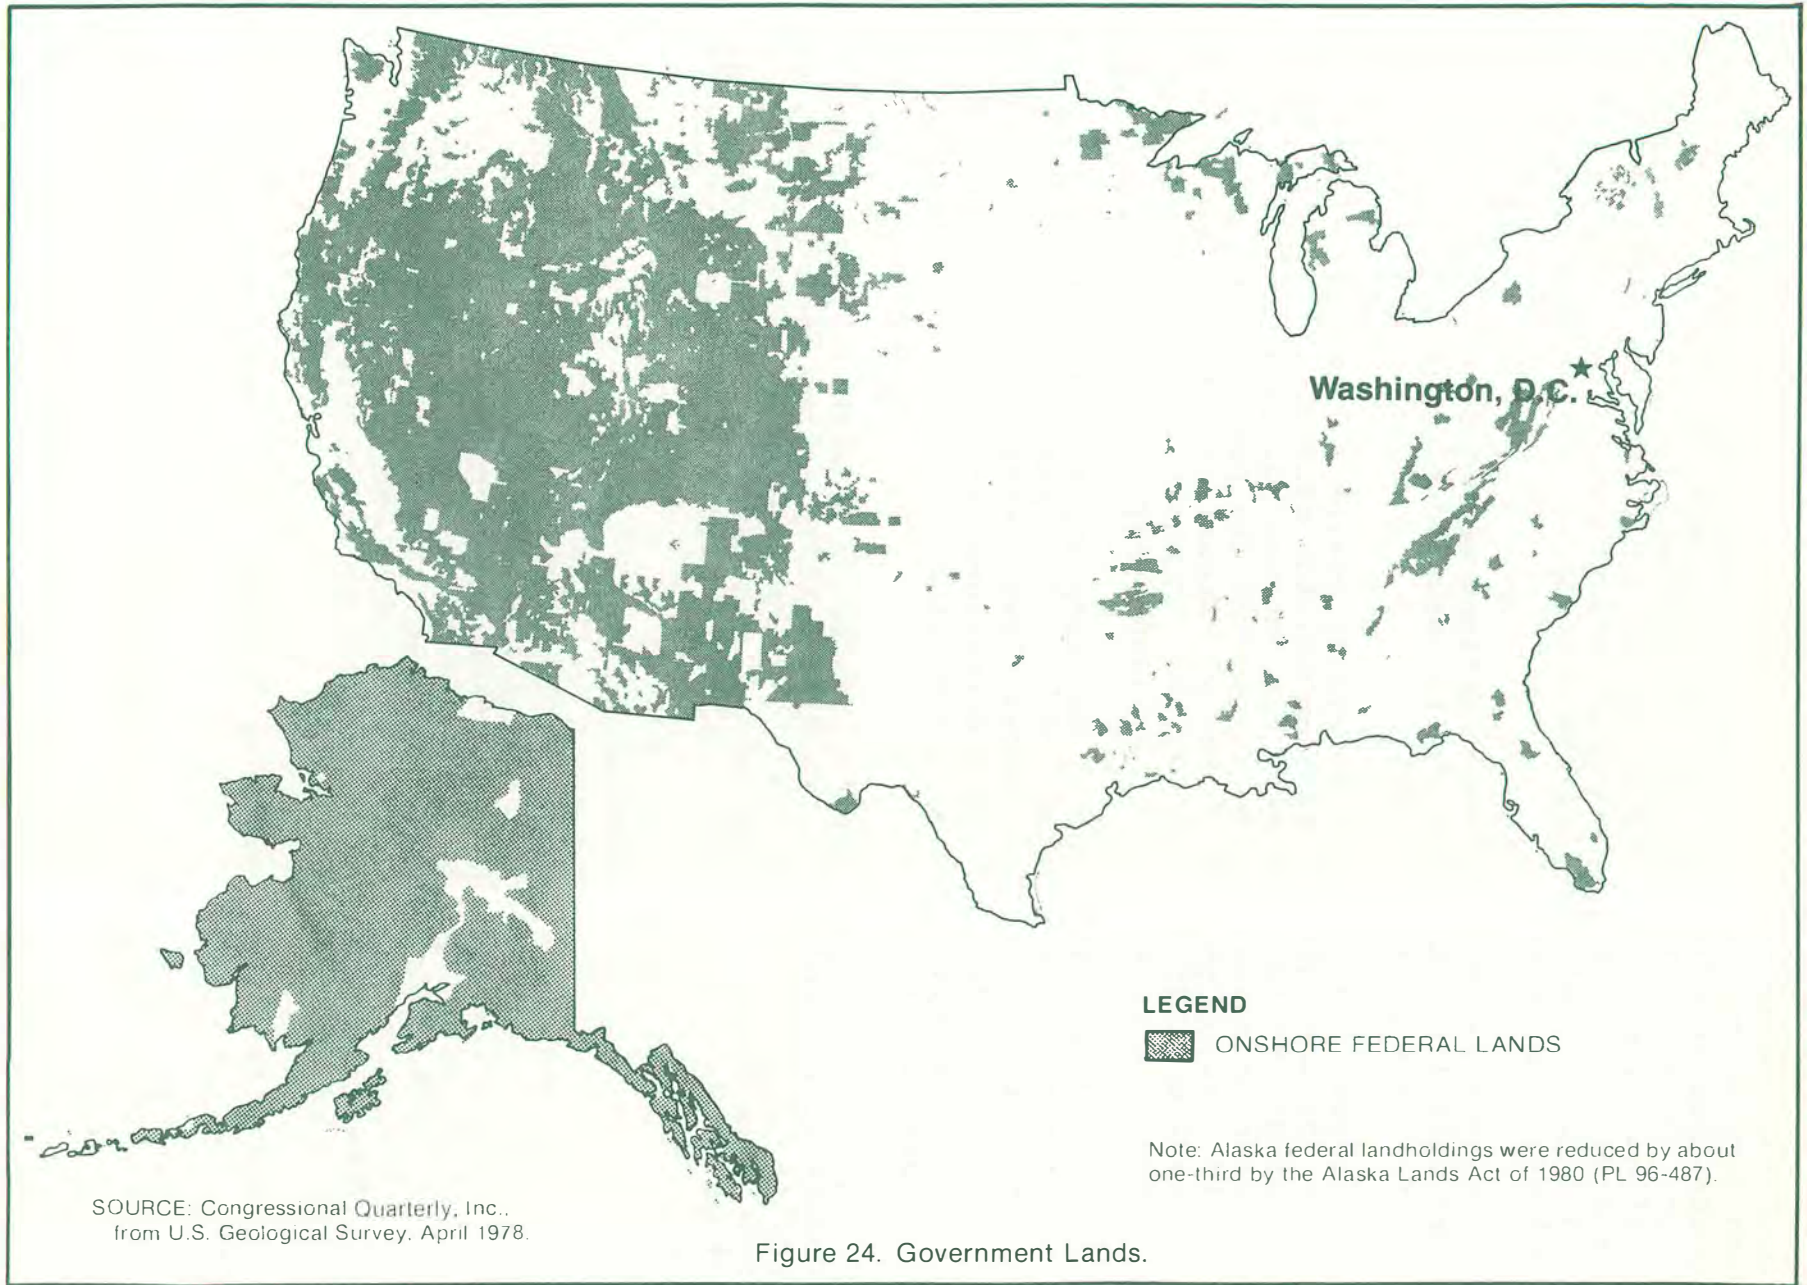 Washington, D.C.
LEGEND
ONSHORE FEDERAL LANDS
Note: Alaska federal landholdings were reduced by about
one-third by the Alaska Lands Act of 1980 (PL 96-487).
SOURCE: Congressional Quarterly, Inc.,
from U.S. Geological Survey, April 1978.
Figure 24. Government Lands.